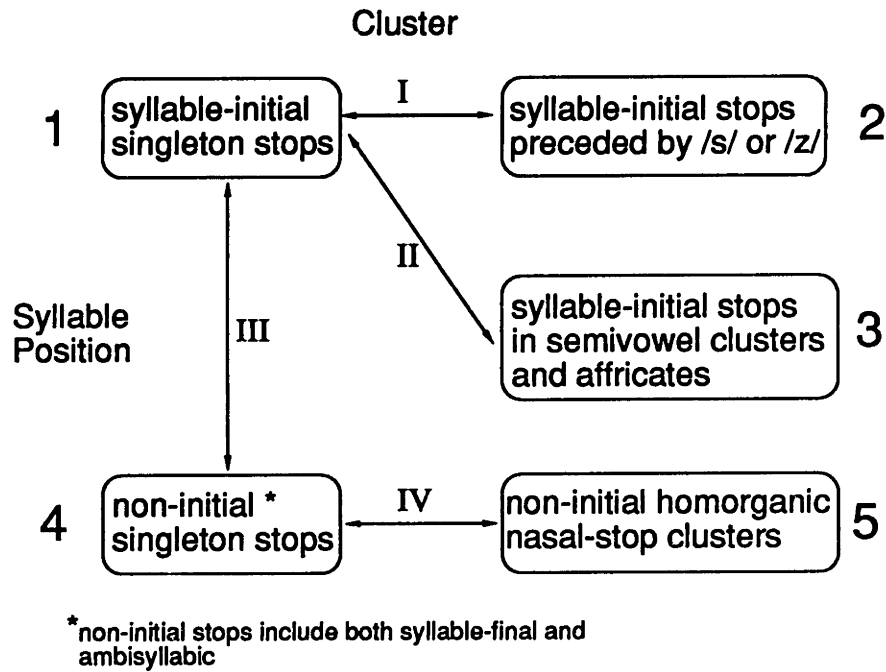 Cluster
1
syllable-initial
singleton stops
I
syllable-initial stops
preceded by /s/ or /z/
2
II
syllable-initial stops
in semivowel clusters
and affricates
3
Syllable
Position
III
4
non-initial *
singleton stops
IV
non-initial homorganic
nasal-stop clusters
5
*non-initial stops include both syllable-final and
ambisyllabic